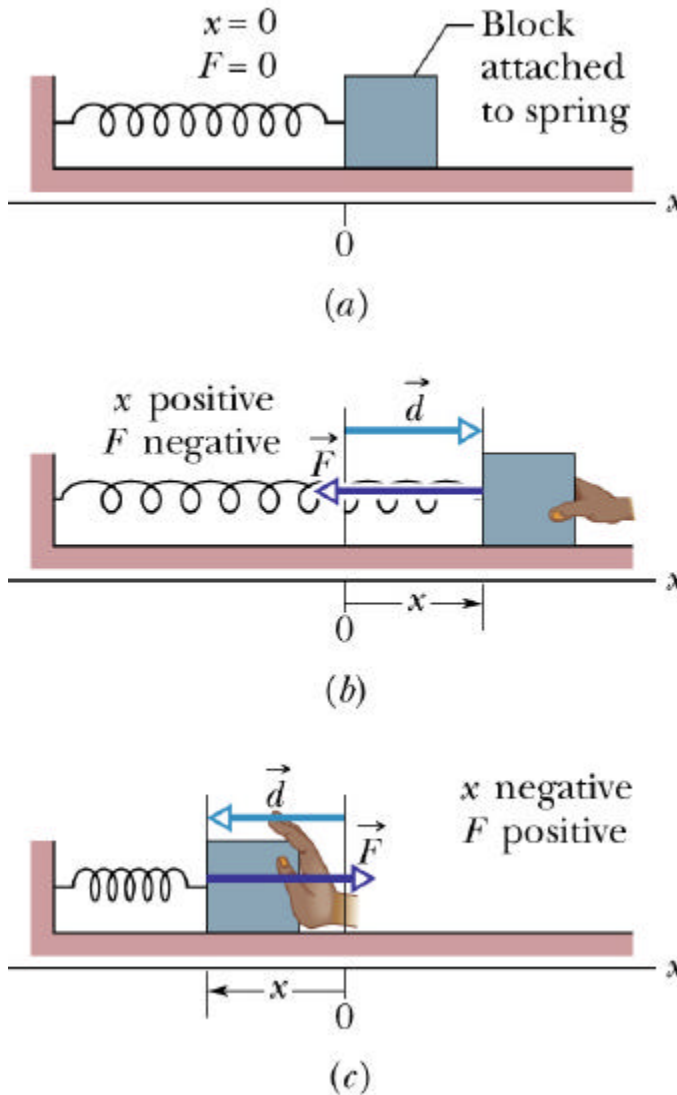 x = 0
F = 0
Block
attached
to spring
x
0
(a)
x positive
F negative
d
F
x
x
0
(b)
d
x negative
F positive
F
x
x
0
(c)